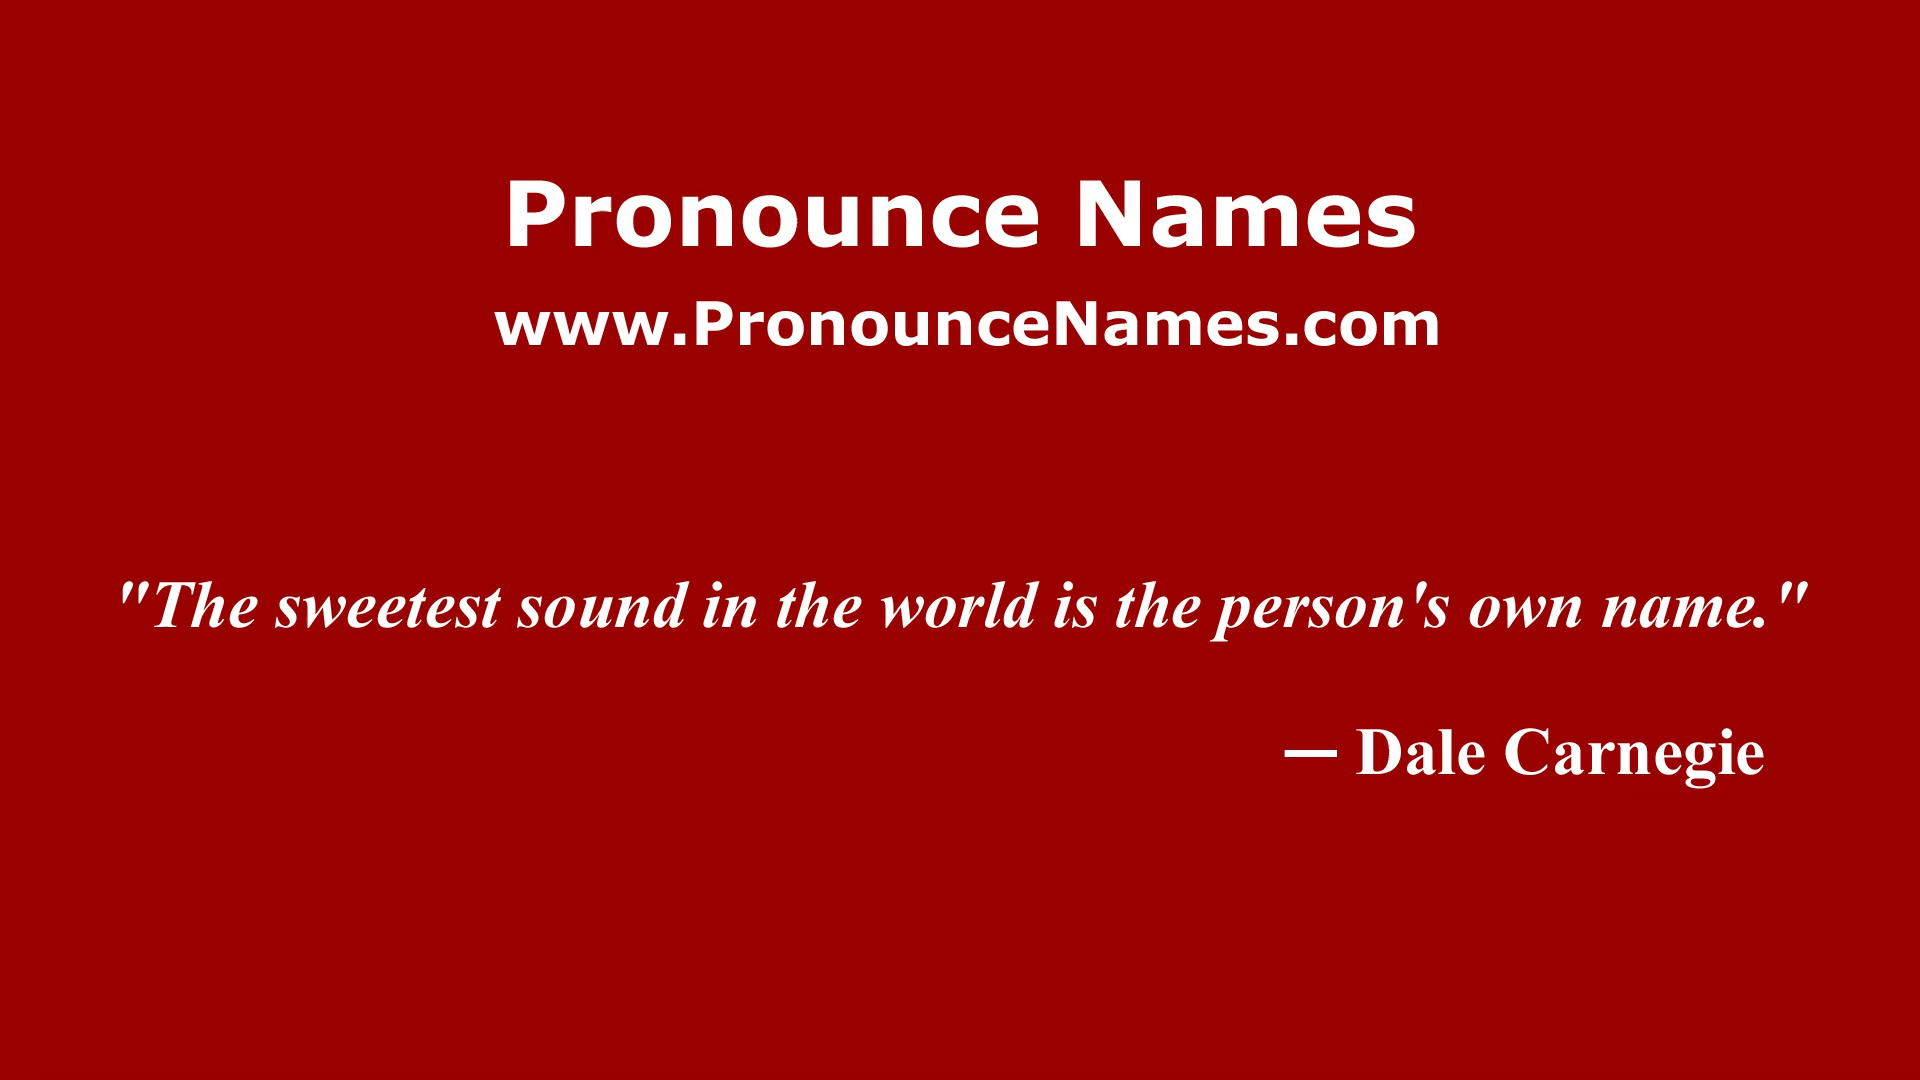 Pronounce Names
www.PronounceNames.com
"The sweetest sound in the world is the person's own name."
— Dale Carnegie